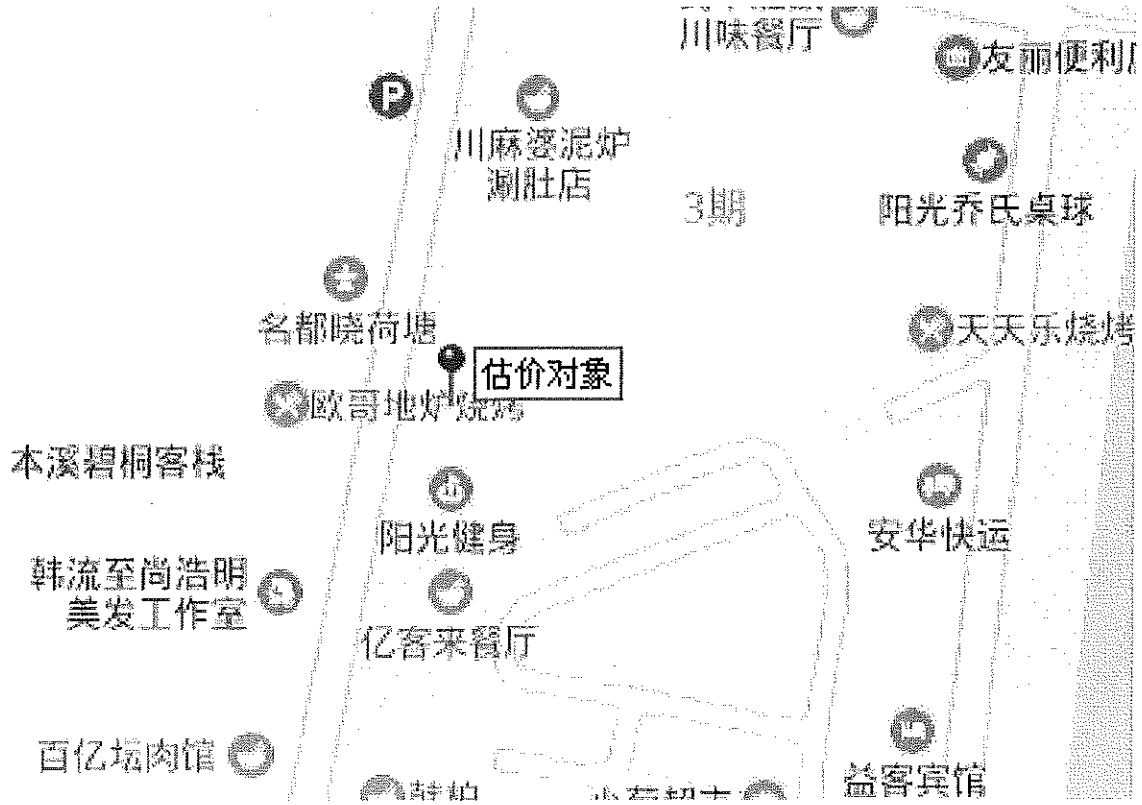 川味餐厅
友丽便利
P
川麻婆泥炉
涮肚店
3期
阳光乔氏桌球
名都晓荷塘
天天乐烧烤
估价对象
欧哥地炉烧烤
本溪碧桐客栈
阳光健身
安华快运
韩流至尚浩明
美发工作室
亿客来餐厅
百亿坛肉馆
益客宾馆